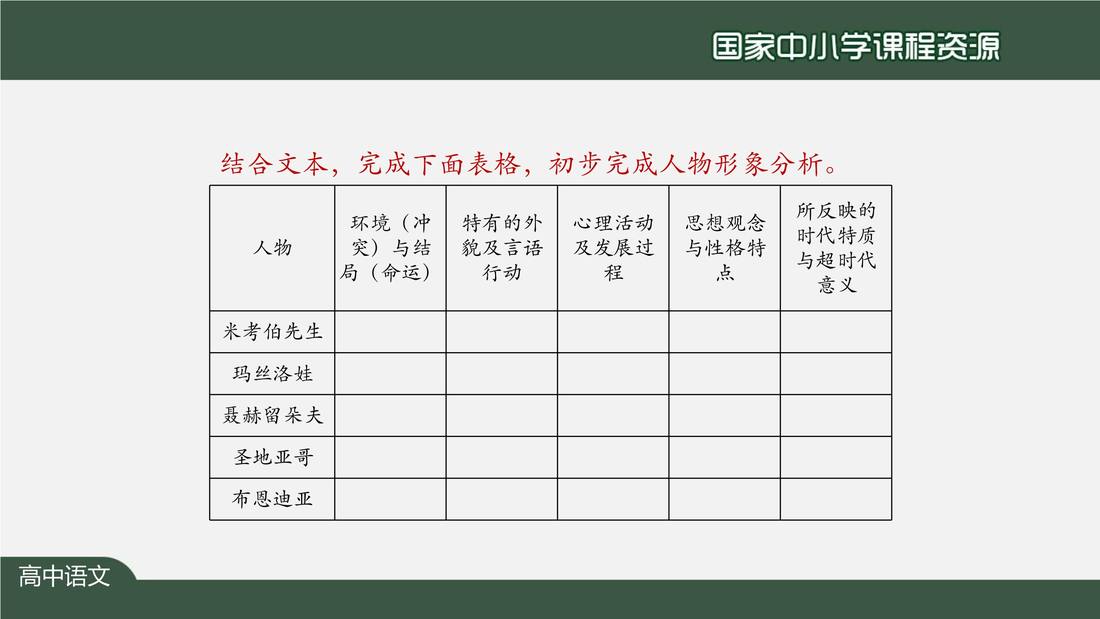 国家中小学课程资源
结合文本，完成下面表格，初步完成人物形象分析。
人物
环境（冲
突）与结
局（命运）
特有的外
貌及言语
行动
心理活动
及发展过
程
思想观念
与性格特
点
所反映的
时代特质
与超时代
意义
米考伯先生
玛丝洛娃
聂赫留朵夫
圣地亚哥
布恩迪亚
高中语文